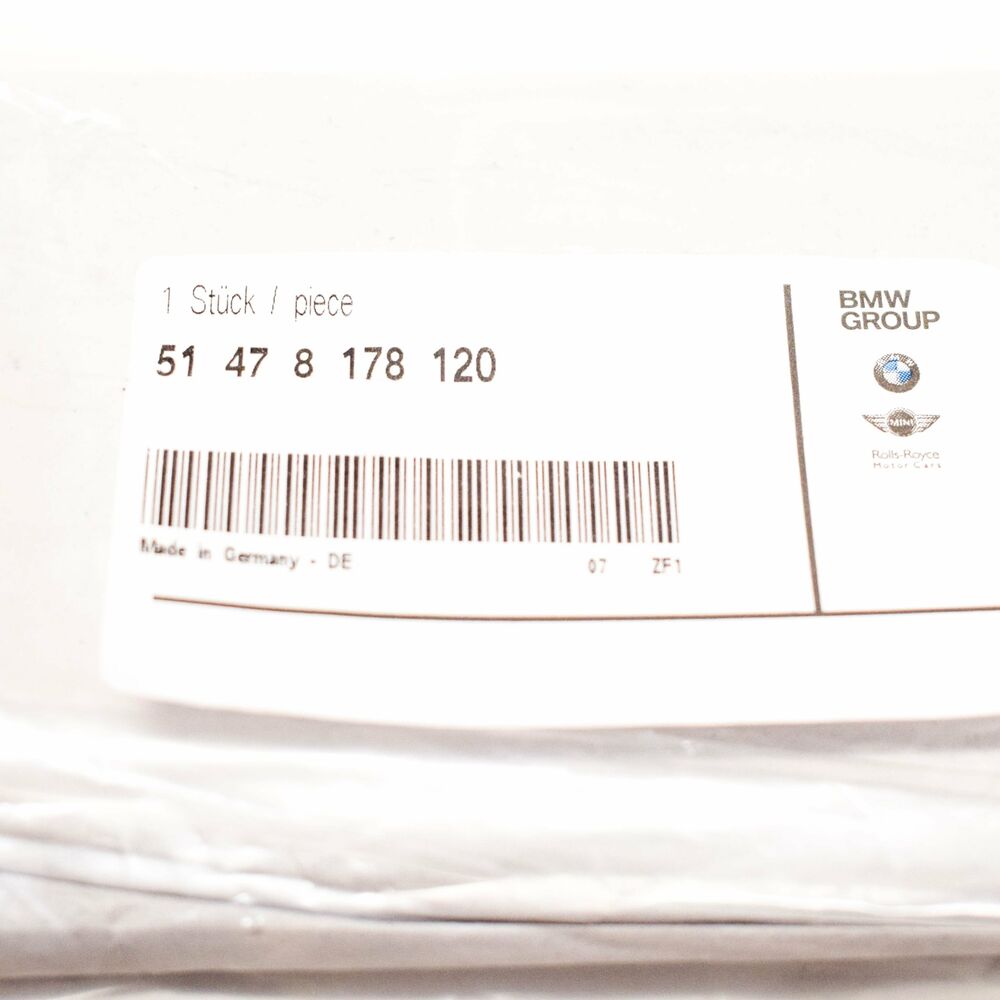 1 Stück / piece
51 47 8 178 120
Made in Germany - DE
07 ZF1
BMW
GROUP
MINI
Rolls-Royce
Motor Cars